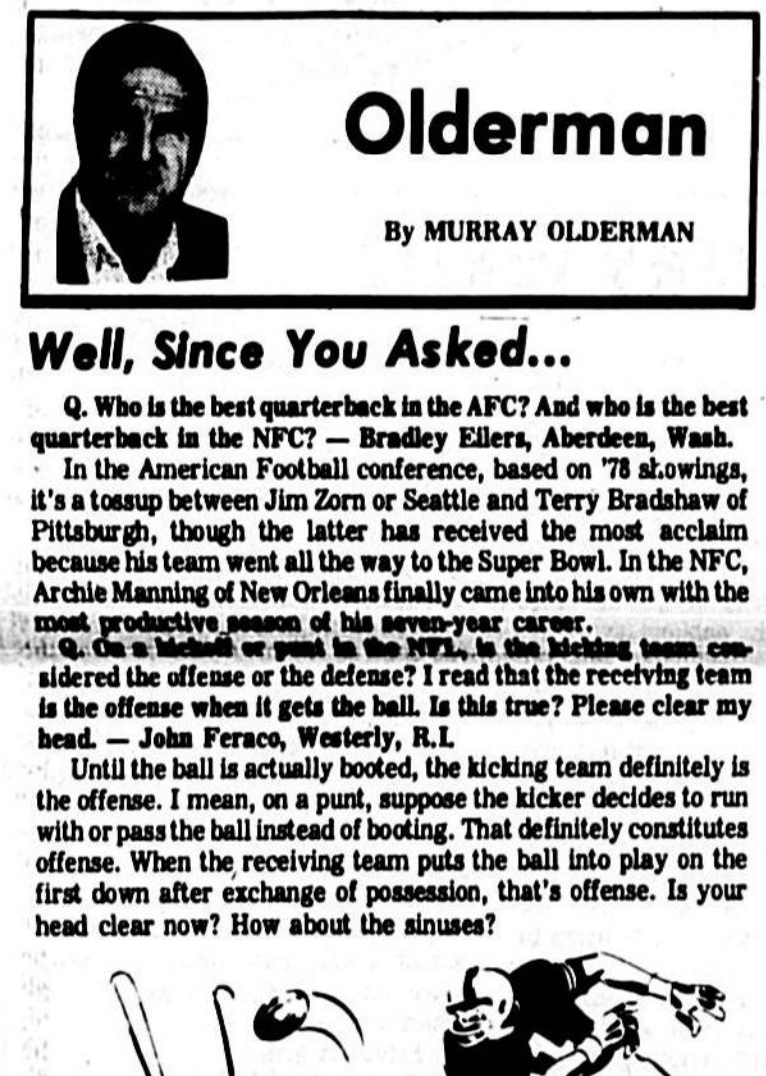 Olderman
By MURRAY OLDERMAN
Well, Since You Asked...
Q. Who is the best quarterback in the AFC? And who is the best
quarterback in the NFC? — Bradley Eilers, Aberdeen, Wash.
In the American Football conference, based on '78 showings,
it's a tossup between Jim Zorn or Seattle and Terry Bradshaw of
Pittsburgh, though the latter has received the most acclaim
because his team went all the way to the Super Bowl. In the NFC,
Archie Manning of New Orleans finally came into his own with the
most productive season of his seven-year career.
Q. On a kickoff or punt in the NFL, is the kicking team con-
sidered the offense or the defense? I read that the receiving team
is the offense when it gets the ball. Is this true? Please clear my
head. — John Feraco, Westerly, R.I.
Until the ball is actually booted, the kicking team definitely is
the offense. I mean, on a punt, suppose the kicker decides to run
with or pass the ball instead of booting. That definitely constitutes
offense. When the receiving team puts the ball into play on the
first down after exchange of possession, that's offense. Is your
head clear now? How about the sinuses?